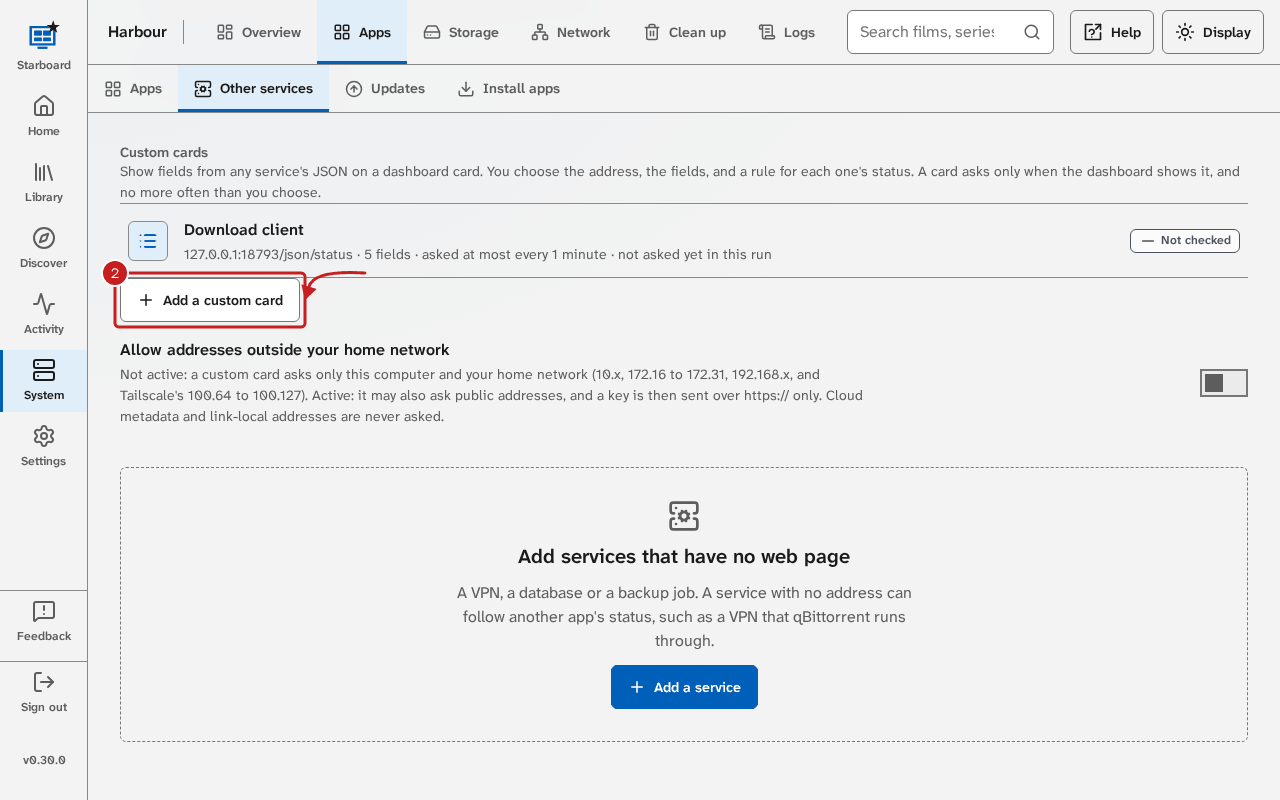 Starboard
Home
Library
Discover
Activity
System
Settings
Feedback
Sign out
v0.30.0
Harbour
Overview
Apps
Storage
Network
Clean up
Logs
Search films, series
Help
Display
Apps
Other services
Updates
Install apps
Custom cards
Show fields from any service's JSON on a dashboard card. You choose the address, the fields, and a rule for each one's status. A card asks only when the dashboard shows it, and
no more often than you choose.
Download client
127.0.0.1:18793/json/status · 5 fields · asked at most every 1 minute · not asked yet in this run
Not checked
2
Add a custom card
Allow addresses outside your home network
Not active: a custom card asks only this computer and your home network (10.x, 172.16 to 172.31, 192.168.x, and
Tailscale's 100.64 to 100.127). Active: it may also ask public addresses, and a key is then sent over https:// only. Cloud
metadata and link-local addresses are never asked.
Add services that have no web page
A VPN, a database or a backup job. A service with no address can
follow another app's status, such as a VPN that qBittorrent runs
through.
Add a service